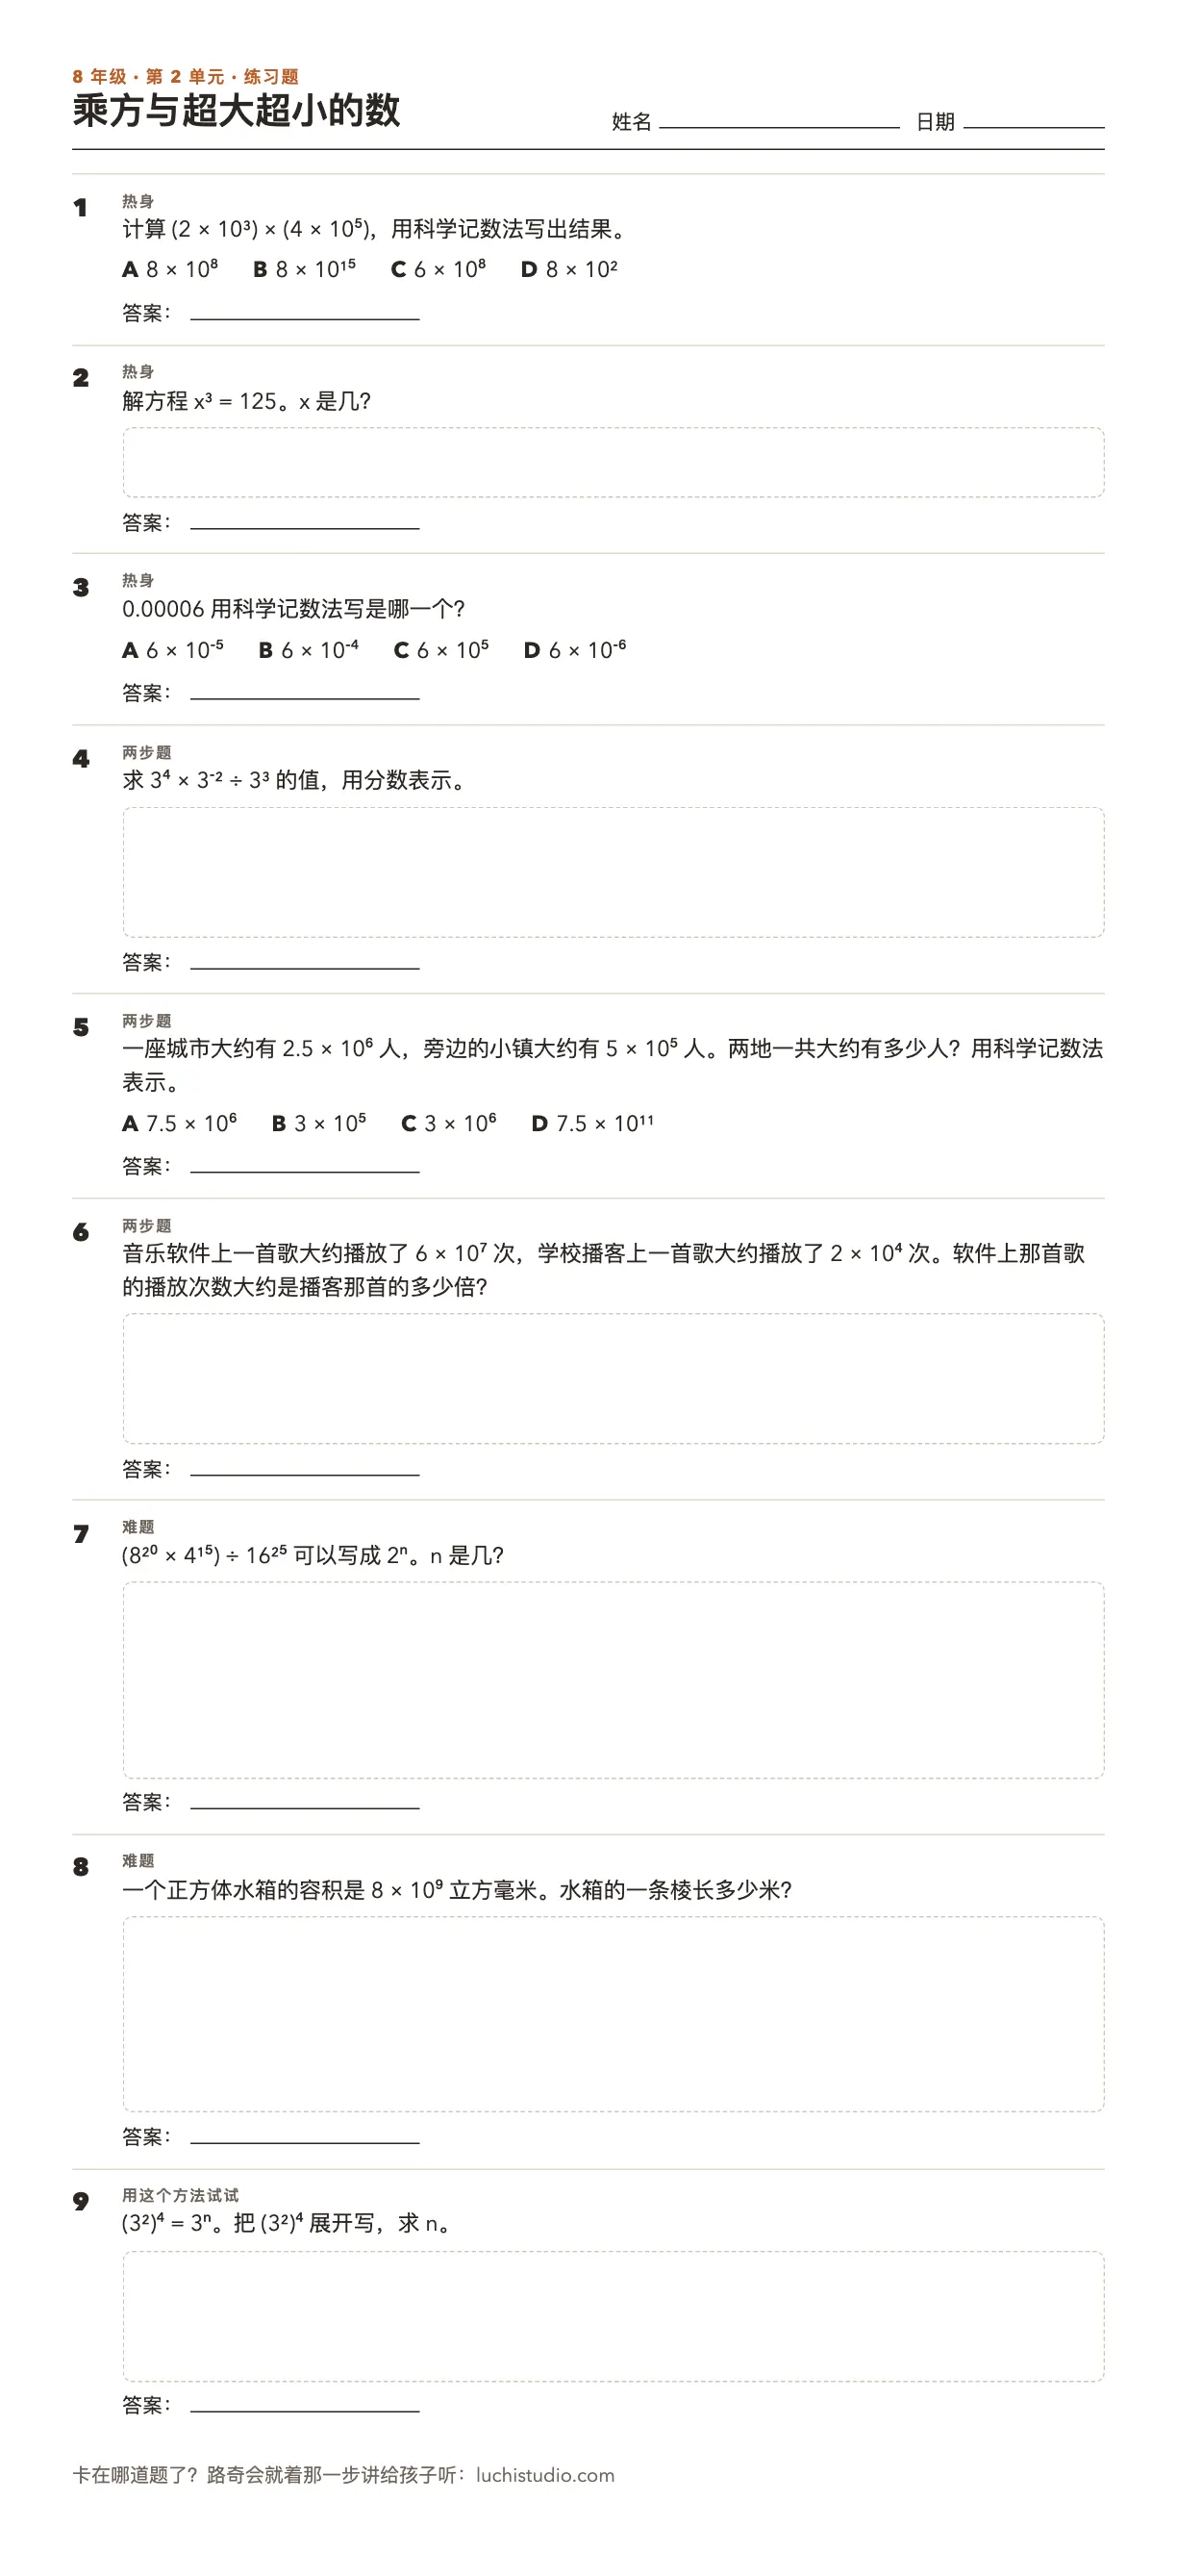 8 年级 · 第 2 单元 · 练习题
乘方与超大超小的数
姓名 日期
1 热身
计算 (2 × 10³) × (4 × 10⁵)，用科学记数法写出结果。
A 8 × 10⁸ B 8 × 10¹⁵ C 6 × 10⁸ D 8 × 10²
答案：
2 热身
解方程 x³ = 125。x 是几？
答案：
3 热身
0.00006 用科学记数法写是哪一个？
A 6 × 10⁻⁵ B 6 × 10⁻⁴ C 6 × 10⁵ D 6 × 10⁻⁶
答案：
4 两步题
求 3⁴ × 3⁻² ÷ 3³ 的值，用分数表示。
答案：
5 两步题
一座城市大约有 2.5 × 10⁶ 人，旁边的小镇大约有 5 × 10⁵ 人。两地一共大约有多少人？用科学记数法
表示。
A 7.5 × 10⁶ B 3 × 10⁵ C 3 × 10⁶ D 7.5 × 10¹¹
答案：
6 两步题
音乐软件上一首歌大约播放了 6 × 10⁷ 次，学校播客上一首歌大约播放了 2 × 10⁴ 次。软件上那首歌
的播放次数大约是播客那首的多少倍？
答案：
7 难题
(8²⁰ × 4¹⁵) ÷ 16²⁵ 可以写成 2ⁿ。n 是几？
答案：
8 难题
一个正方体水箱的容积是 8 × 10⁹ 立方毫米。水箱的一条棱长多少米？
答案：
9 用这个方法试试
(3²)⁴ = 3ⁿ。把 (3²)⁴ 展开写，求 n。
答案：
卡在哪道题了？路奇会就着那一步讲给孩子听：luchistudio.com